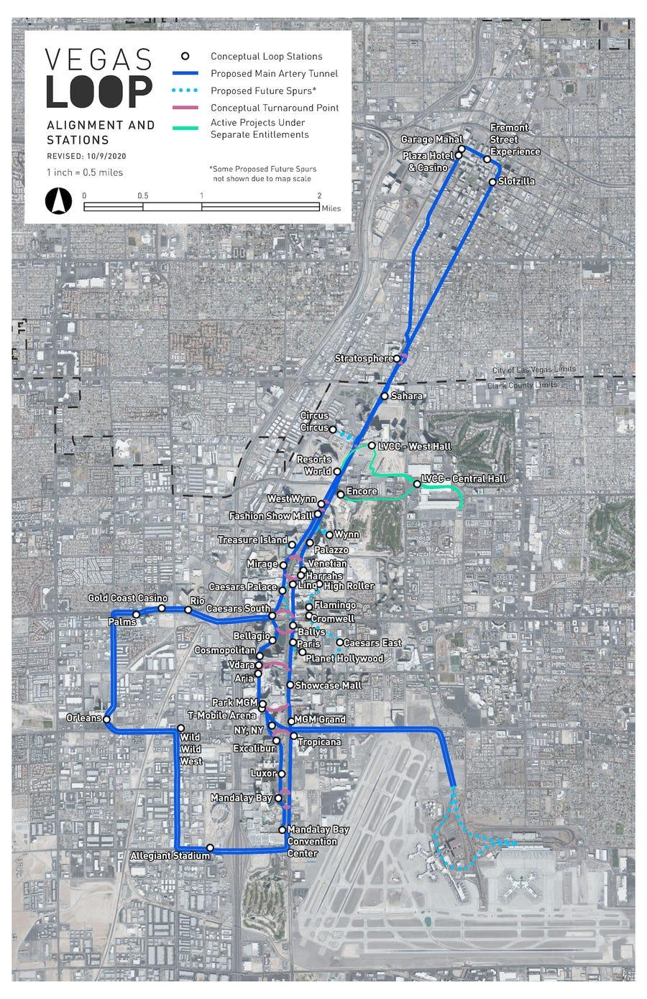 VEGAS
LOOP
ALIGNMENT AND
STATIONS
REVISED: 10/9/2020
1 inch = 0.5 miles
0 0.5 1 2
Miles
Conceptual Loop Stations
Proposed Main Artery Tunnel
Proposed Future Spurs*
Conceptual Turnaround Point
Active Projects Under
Separate Entitlements
*Some Proposed Future Spurs
not shown due to map scale
Garage Mahal
Fremont
Street
Experience
Plaza Hotel
& Casino
Slotzilla
Stratosphere
City of Las Vegas Limits
Clark County Limits
Sahara
Circus
Circus
LVCC - West Hall
Resorts
World
LVCC - Central Hall
Encore
West Wynn
Fashion Show Mall
Wynn
Treasure Island
Palazzo
Mirage
Venetian
Harrahs
Caesars Palace
Linq
High Roller
Gold Coast Casino
Rio
Caesars South
Flamingo
Palms
Cromwell
Ballys
Bellagio
Paris
Caesars East
Cosmopolitan
Planet Hollywood
Vdara
Aria
Showcase Mall
Park MGM
T-Mobile Arena
Orleans
MGM Grand
NY, NY
Wild
Wild
West
Tropicana
Excalibur
Luxor
Mandalay Bay
Mandalay Bay
Convention
Center
Allegiant Stadium